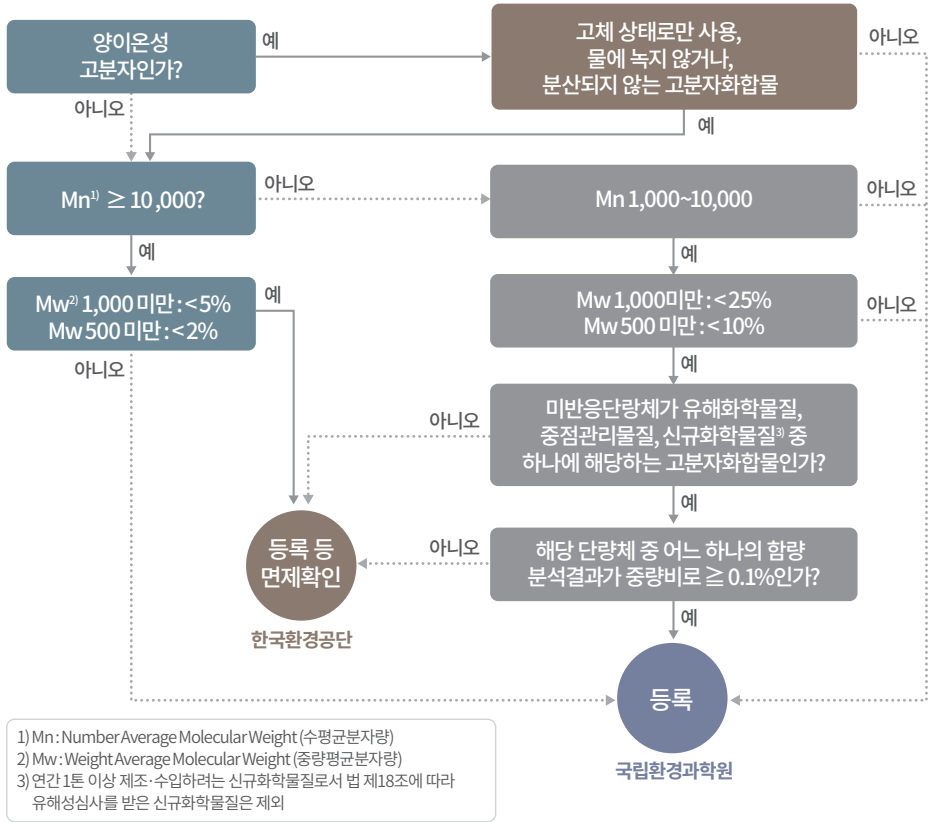 양이온성
고분자인가?
예
고체 상태로만 사용,
물에 녹지 않거나,
분산되지 않는 고분자화합물
아니오
아니오
예
Mn1) ≥ 10,000?
아니오
Mn 1,000~10,000
아니오
예
예
Mw2) 1,000 미만 : < 5%
Mw 500 미만 : < 2%
예
Mw 1,000미만 : < 25%
Mw 500 미만 : < 10%
아니오
아니오
예
아니오
미반응단량체가 유해화학물질,
중점관리물질, 신규화학물질3) 중
하나에 해당하는 고분자화합물인가?
예
등록 등
면제확인
한국환경공단
아니오
해당 단량체 중 어느 하나의 함량
분석결과가 중량비로 ≧ 0.1%인가?
예
등록
국립환경과학원
1) Mn : Number Average Molecular Weight (수평균분자량)
2) Mw : Weight Average Molecular Weight (중량평균분자량)
3) 연간 1톤 이상 제조·수입하려는 신규화학물질로서 법 제18조에 따라
유해성심사를 받은 신규화학물질은 제외